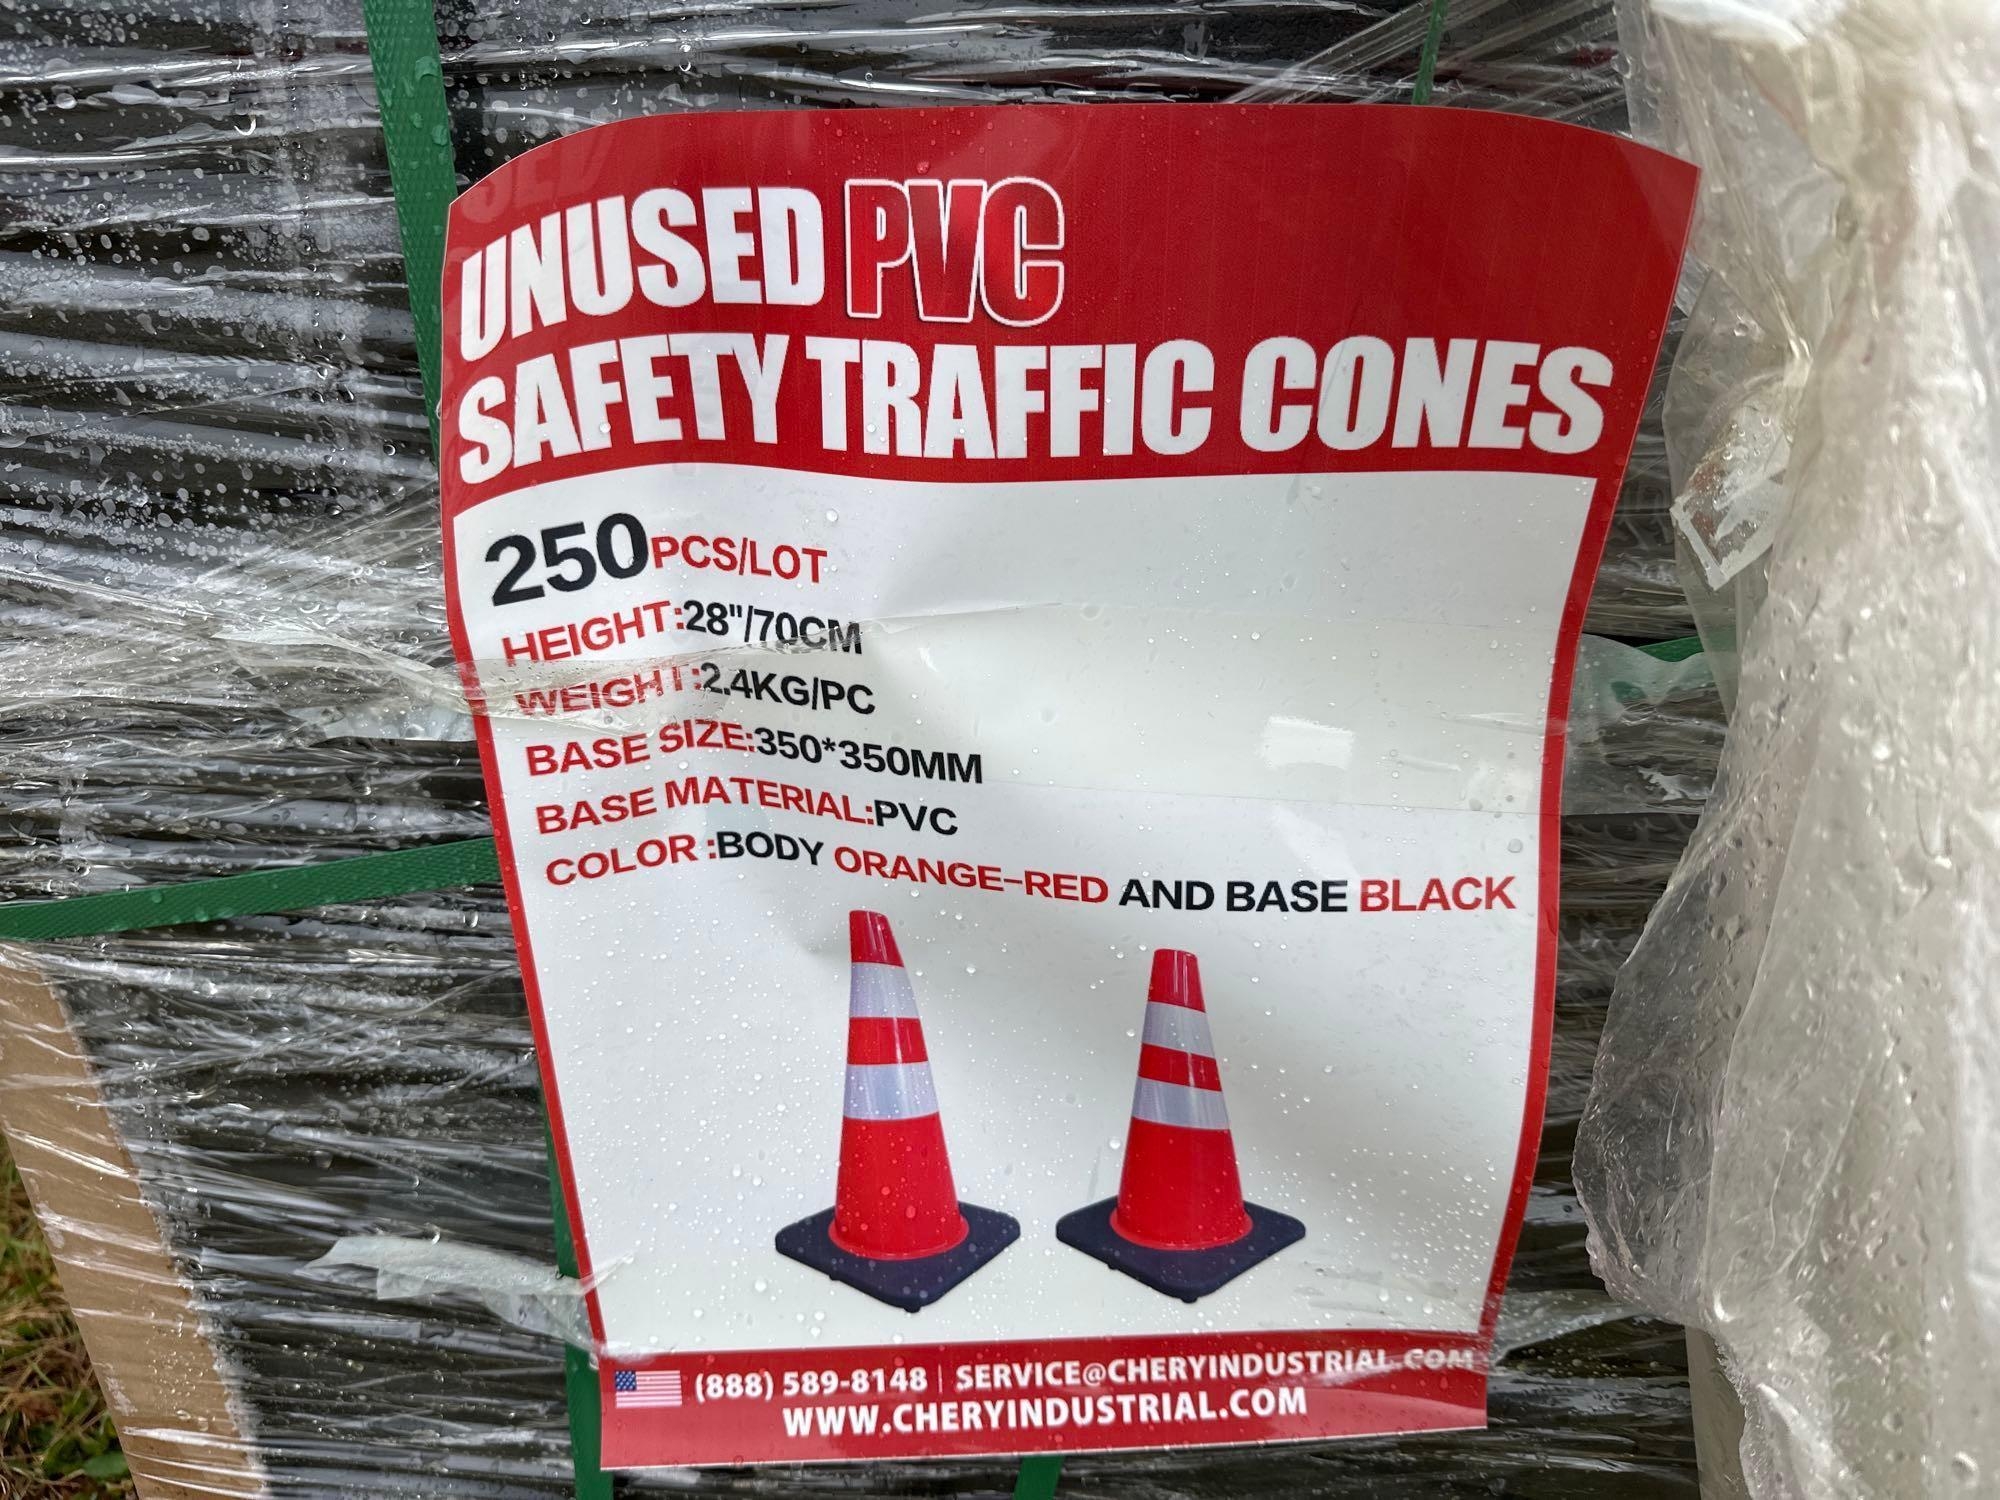 UNUSED PVC
SAFETY TRAFFIC CONES
250PCS/LOT
HEIGHT:28"/70CM
WEIGHT:2.4KG/PC
BASE SIZE:350*350MM
BASE MATERIAL:PVC
COLOR :BODY ORANGE-RED AND BASE BLACK
(888) 589-8148 | SERVICE@CHERYINDUSTRIAL.COM
WWW.CHERYINDUSTRIAL.COM